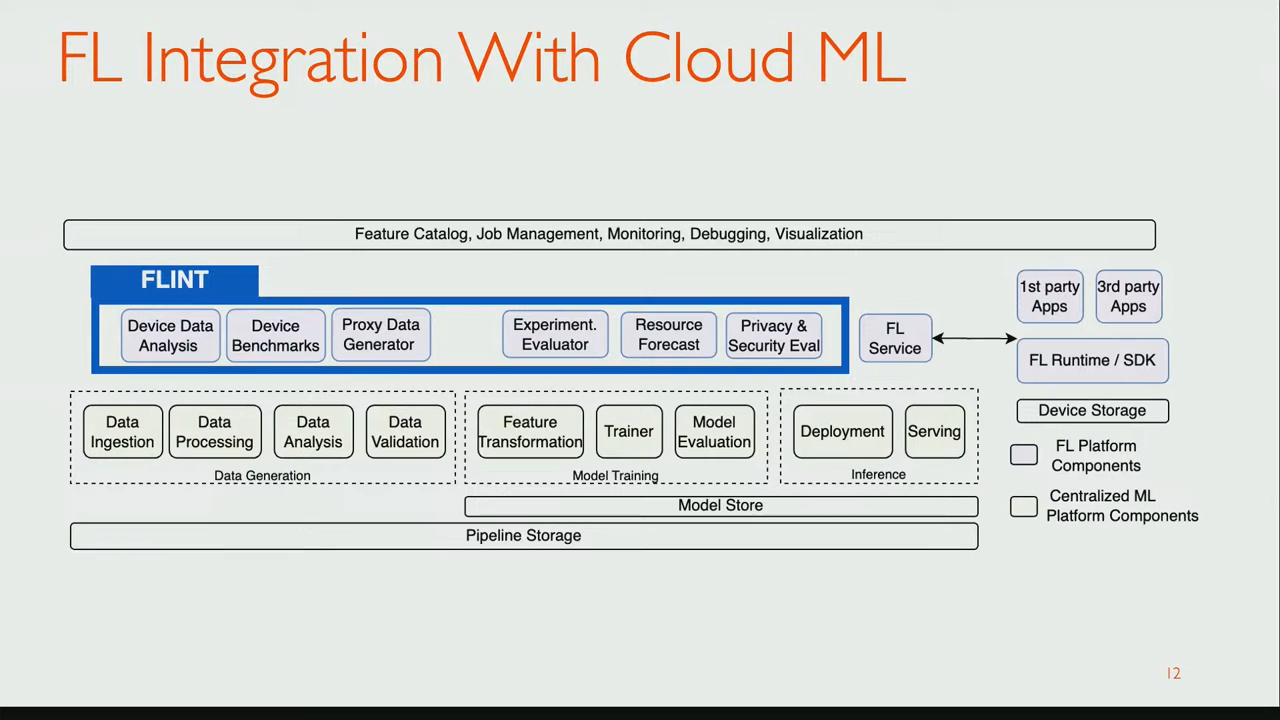 FL Integration With Cloud ML
Feature Catalog, Job Management, Monitoring, Debugging, Visualization
FLINT
Device Data
Analysis
Device
Benchmarks
Proxy Data
Generator
Experiment.
Evaluator
Resource
Forecast
Privacy &
Security Eval
FL
Service
1st party
Apps
3rd party
Apps
FL Runtime / SDK
Device Storage
Data
Ingestion
Data
Processing
Data
Analysis
Data
Validation
Data Generation
Feature
Transformation
Trainer
Model
Evaluation
Model Training
Deployment
Serving
Inference
FL Platform
Components
Centralized ML
Platform Components
Model Store
Pipeline Storage
12